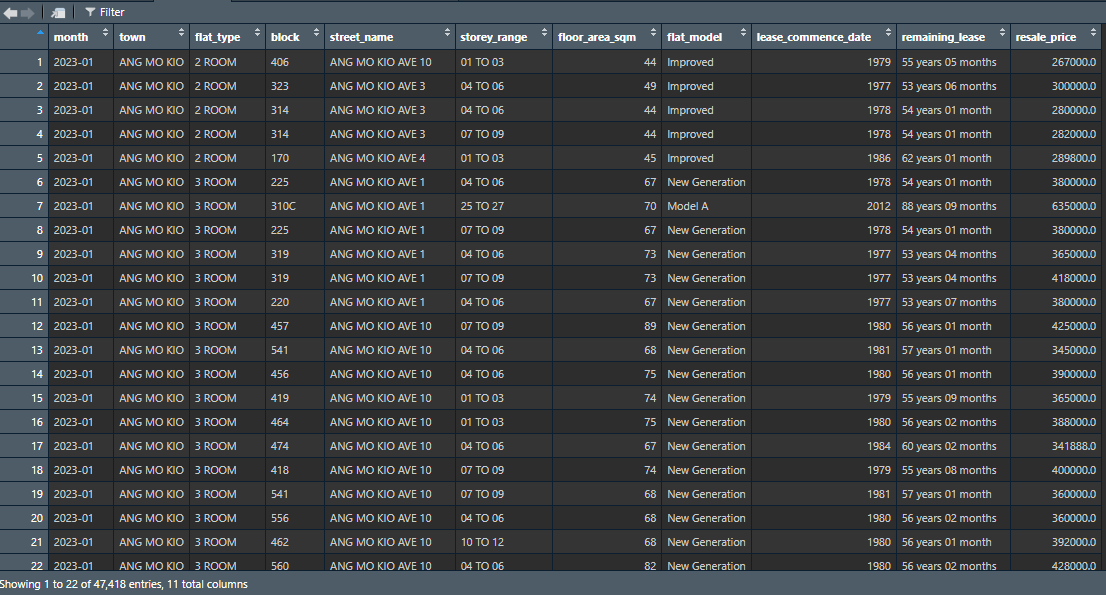 Filter
month town flat_type block street_name storey_range floor_area_sqm flat_model lease_commence_date remaining_lease resale_price
1 2023-01 ANG MO KIO 2 ROOM 406 ANG MO KIO AVE 10 01 TO 03 44 Improved 1979 55 years 05 months 267000.0
2 2023-01 ANG MO KIO 2 ROOM 323 ANG MO KIO AVE 3 04 TO 06 49 Improved 1977 53 years 06 months 300000.0
3 2023-01 ANG MO KIO 2 ROOM 314 ANG MO KIO AVE 3 04 TO 06 44 Improved 1978 54 years 01 month 280000.0
4 2023-01 ANG MO KIO 2 ROOM 314 ANG MO KIO AVE 3 07 TO 09 44 Improved 1978 54 years 01 month 282000.0
5 2023-01 ANG MO KIO 2 ROOM 170 ANG MO KIO AVE 4 01 TO 03 45 Improved 1986 62 years 01 month 289800.0
6 2023-01 ANG MO KIO 3 ROOM 225 ANG MO KIO AVE 1 04 TO 06 67 New Generation 1978 54 years 01 month 380000.0
7 2023-01 ANG MO KIO 3 ROOM 310C ANG MO KIO AVE 1 25 TO 27 70 Model A 2012 88 years 09 months 635000.0
8 2023-01 ANG MO KIO 3 ROOM 225 ANG MO KIO AVE 1 07 TO 09 67 New Generation 1978 54 years 01 month 380000.0
9 2023-01 ANG MO KIO 3 ROOM 319 ANG MO KIO AVE 1 04 TO 06 73 New Generation 1977 53 years 04 months 365000.0
10 2023-01 ANG MO KIO 3 ROOM 319 ANG MO KIO AVE 1 07 TO 09 73 New Generation 1977 53 years 04 months 418000.0
11 2023-01 ANG MO KIO 3 ROOM 220 ANG MO KIO AVE 1 04 TO 06 67 New Generation 1977 53 years 07 months 380000.0
12 2023-01 ANG MO KIO 3 ROOM 457 ANG MO KIO AVE 10 07 TO 09 89 New Generation 1980 56 years 01 month 425000.0
13 2023-01 ANG MO KIO 3 ROOM 541 ANG MO KIO AVE 10 04 TO 06 68 New Generation 1981 57 years 01 month 345000.0
14 2023-01 ANG MO KIO 3 ROOM 456 ANG MO KIO AVE 10 04 TO 06 75 New Generation 1980 56 years 01 month 390000.0
15 2023-01 ANG MO KIO 3 ROOM 419 ANG MO KIO AVE 10 01 TO 03 74 New Generation 1979 55 years 09 months 365000.0
16 2023-01 ANG MO KIO 3 ROOM 464 ANG MO KIO AVE 10 01 TO 03 75 New Generation 1980 56 years 02 months 388000.0
17 2023-01 ANG MO KIO 3 ROOM 474 ANG MO KIO AVE 10 04 TO 06 67 New Generation 1984 60 years 02 months 341888.0
18 2023-01 ANG MO KIO 3 ROOM 418 ANG MO KIO AVE 10 07 TO 09 74 New Generation 1979 55 years 08 months 400000.0
19 2023-01 ANG MO KIO 3 ROOM 541 ANG MO KIO AVE 10 07 TO 09 68 New Generation 1981 57 years 01 month 360000.0
20 2023-01 ANG MO KIO 3 ROOM 556 ANG MO KIO AVE 10 04 TO 06 68 New Generation 1980 56 years 02 months 360000.0
21 2023-01 ANG MO KIO 3 ROOM 462 ANG MO KIO AVE 10 10 TO 12 68 New Generation 1980 56 years 01 month 392000.0
22 2023-01 ANG MO KIO 3 ROOM 560 ANG MO KIO AVE 10 04 TO 06 82 New Generation 1980 56 years 02 months 428000.0
Showing 1 to 22 of 47,418 entries, 11 total columns